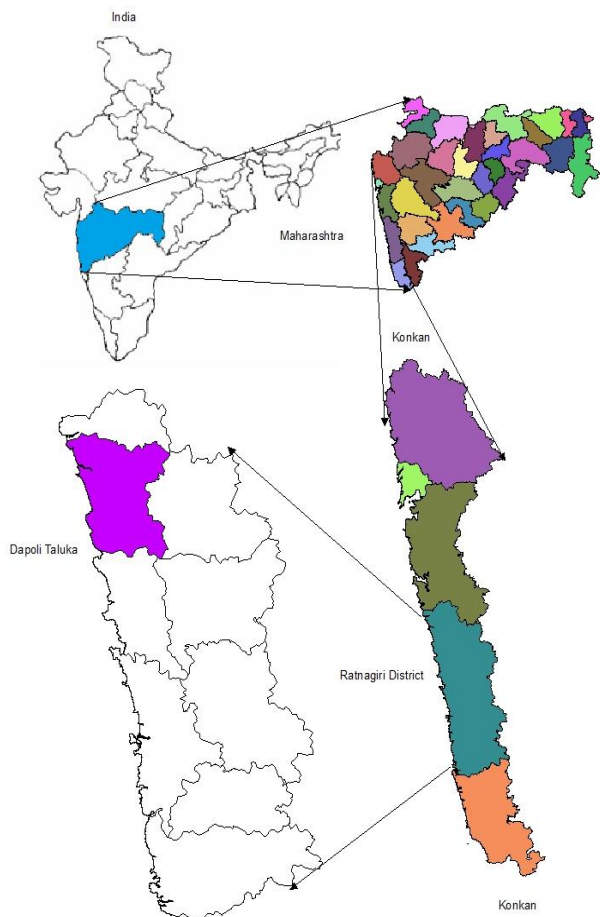 India
Maharashtra
Konkan
Dapoli Taluka
Ratnagiri District
Konkan